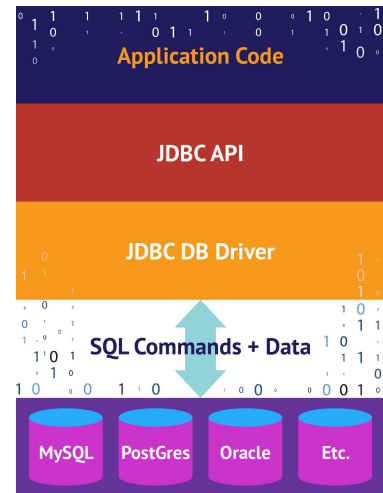 Application Code
JDBC API
JDBC DB Driver
SQL Commands + Data
MySQL PostGres Oracle Etc.